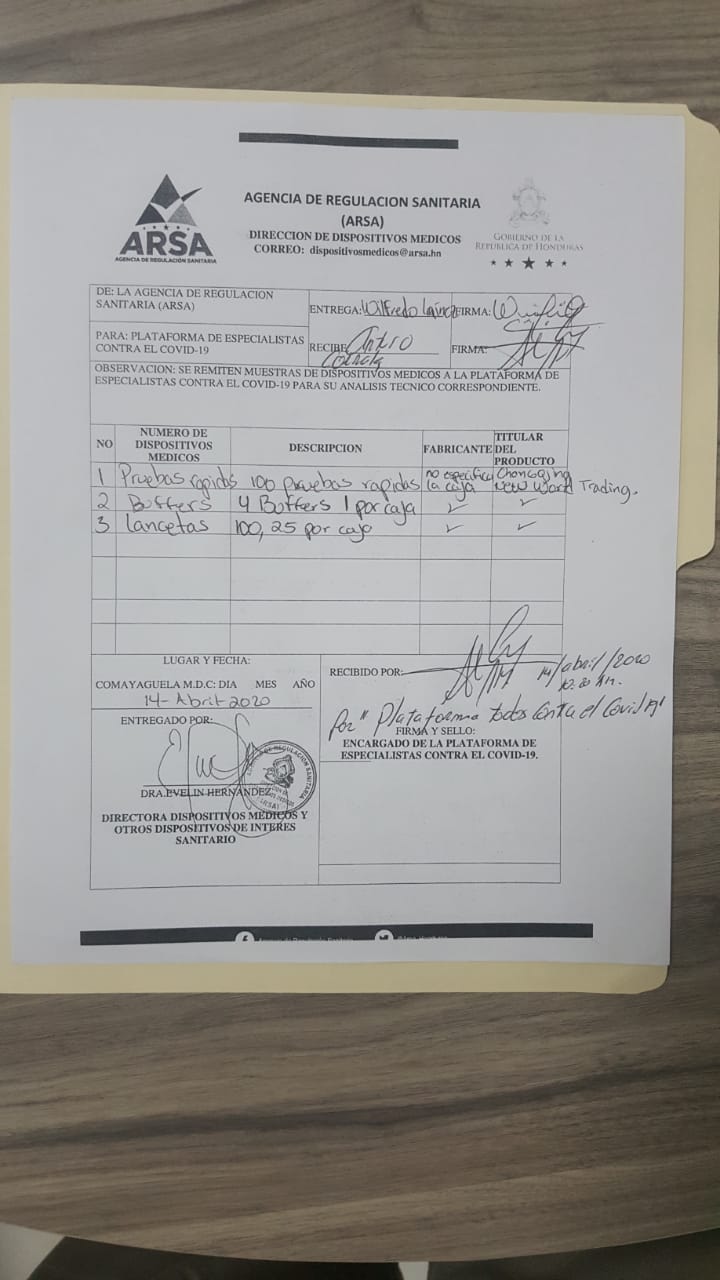 ARSA
AGENCIA DE REGULACIÓN SANITARIA
AGENCIA DE REGULACION SANITARIA
(ARSA)
DIRECCION DE DISPOSITIVOS MEDICOS
CORREO: dispositivosmedicos@arsa.hn
GOBIERNO DE LA
REPÚBLICA DE HONDURAS
DE: LA AGENCIA DE REGULACION
SANITARIA (ARSA)
ENTREGA: Wilfredo
FIRMA:
PARA: PLATAFORMA DE ESPECIALISTAS
CONTRA EL COVID-19
RECIBE
FIRMA:
OBSERVACION: SE REMITEN MUESTRAS DE DISPOSITIVOS MEDICOS A LA PLATAFORMA DE
ESPECIALISTAS CONTRA EL COVID-19 PARA SU ANALISIS TECNICO CORRESPONDIENTE.
NO
NUMERO DE
DISPOSITIVOS
MEDICOS
DESCRIPCION
FABRICANTE
TITULAR
DEL
PRODUCTO
1 Pruebas rapidas 100 pruebas rapidas no especifica la caja ChongQing New Word Trading.
2 Buffers 4 Buffers 1 por caja ✓ ✓
3 lancetas 100, 25 por caja ✓ ✓
LUGAR Y FECHA:
COMAYAGUELA M.D.C: DIA MES AÑO
14- Abril 2020
ENTREGADO POR:
DRA.EVELIN HERNÁNDEZ
DIRECTORA DISPOSITIVOS MEDICOS Y
OTROS DISPOSITIVOS DE INTERES
SANITARIO
RECIBIDO POR:
14/abril/2020
Por "Plataforma todos contra el Covid 19"
FIRMA Y SELLO:
ENCARGADO DE LA PLATAFORMA DE
ESPECIALISTAS CONTRA EL COVID-19.